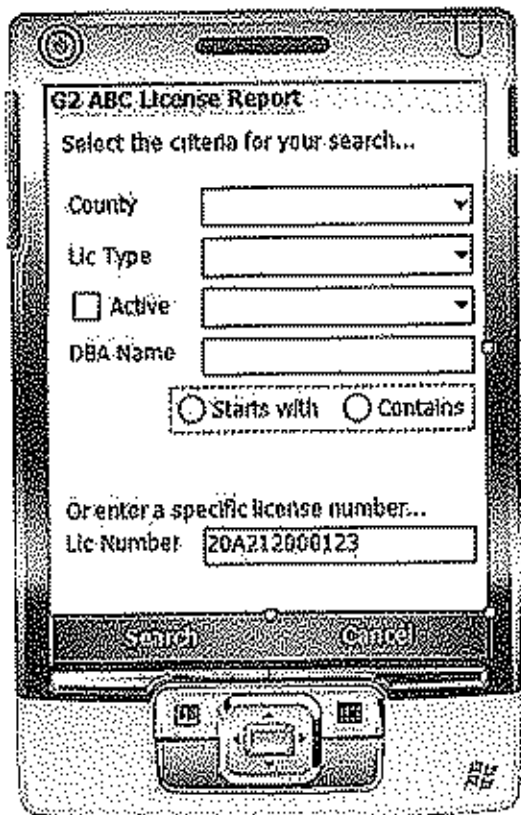 G2 ABC License Report
Select the criteria for your search...
County
Lic Type
Active
DBA Name
Starts with Contains
Or enter a specific license number...
Lic Number 20A212000123
Search Cancel